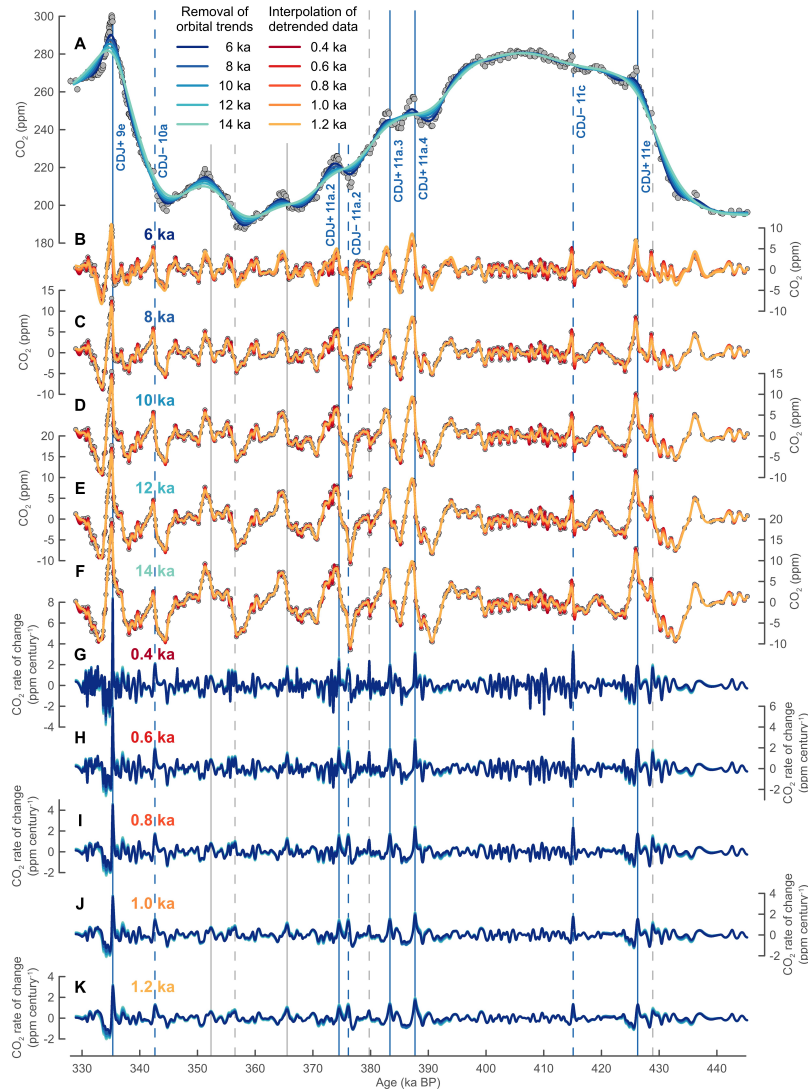 Removal of orbital trends
6 ka
8 ka
10 ka
12 ka
14 ka
Interpolation of detrended data
0.4 ka
0.6 ka
0.8 ka
1.0 ka
1.2 ka
A
300
280
260
240
220
200
180
CO2 (ppm)
CDJ+ 9e
CDJ− 10a
CDJ+ 11a.2
CDJ− 11a.2
CDJ+ 11a.3
CDJ+ 11a.4
CDJ− 11c
CDJ+ 11e
B
6 ka
10
5
0
-5
-10
CO2 (ppm)
C
8 ka
15
10
5
0
-5
-10
CO2 (ppm)
D
10 ka
15
10
5
0
-5
-10
CO2 (ppm)
E
12 ka
20
15
10
5
0
-5
-10
CO2 (ppm)
F
14 ka
20
15
10
5
0
-5
-10
CO2 (ppm)
G
0.4 ka
8
6
4
2
0
-2
-4
CO2 rate of change
(ppm century-1)
H
0.6 ka
6
4
2
0
-2
CO2 rate of change
(ppm century-1)
I
0.8 ka
4
2
0
-2
CO2 rate of change
(ppm century-1)
J
1.0 ka
4
2
0
-2
CO2 rate of change
(ppm century-1)
K
1.2 ka
4
2
0
-2
CO2 rate of change
(ppm century-1)
330 340 350 360 370 380 390 400 410 420 430 440
Age (ka BP)